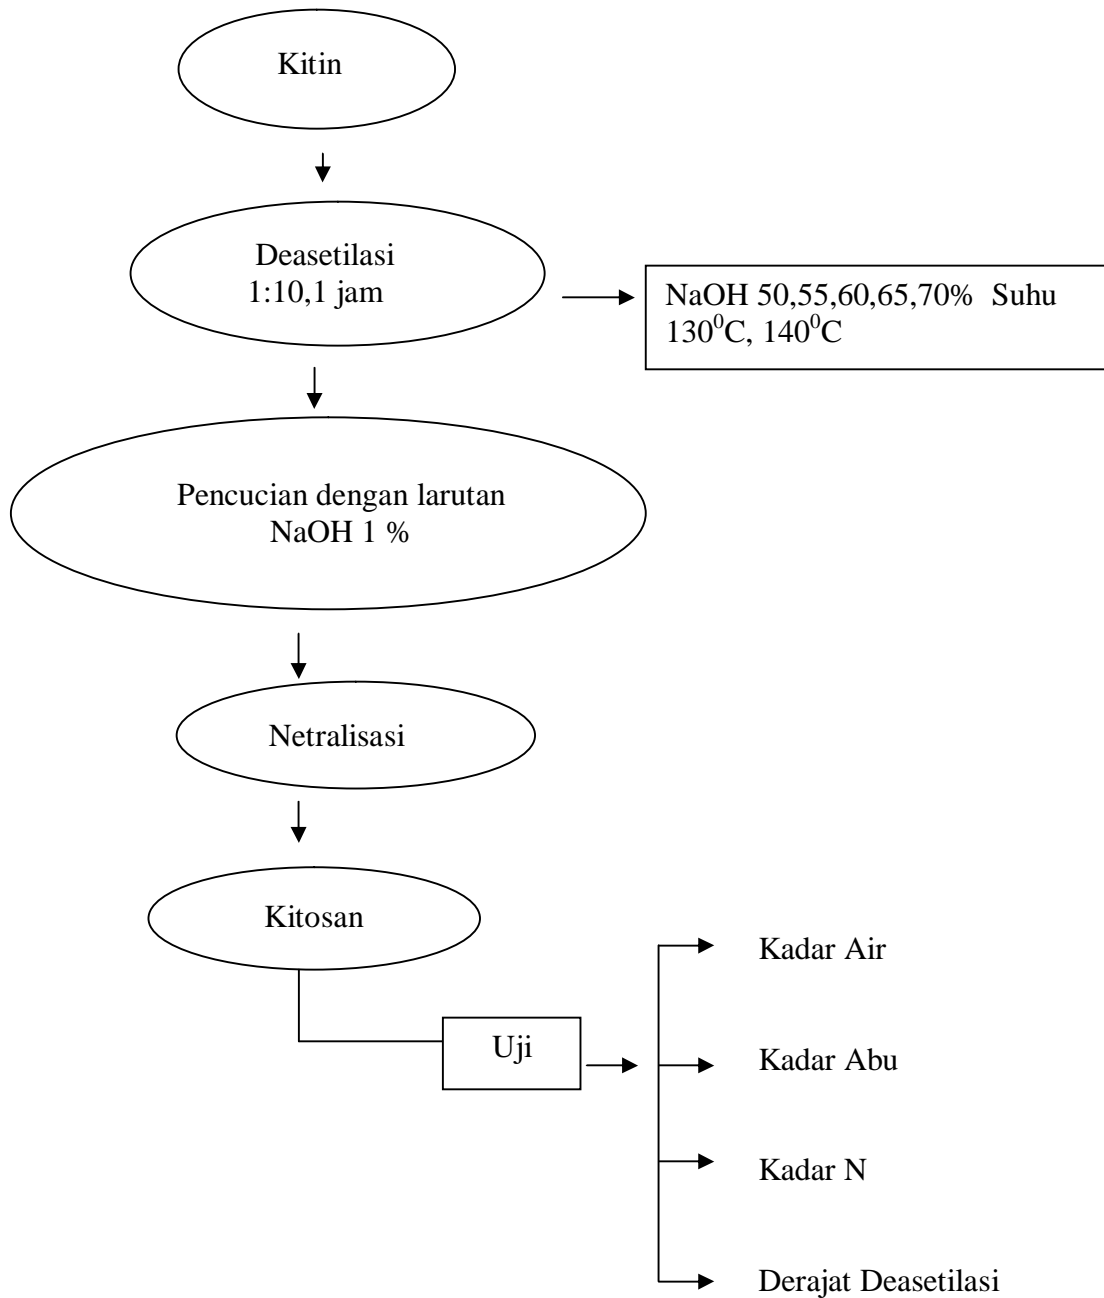 Kitin
Deasetilasi
1:10,1 jam
NaOH 50,55,60,65,70% Suhu
130⁰C, 140⁰C
Pencucian dengan larutan
NaOH 1 %
Netralisasi
Kitosan
Uji
Kadar Air
Kadar Abu
Kadar N
Derajat Deasetilasi